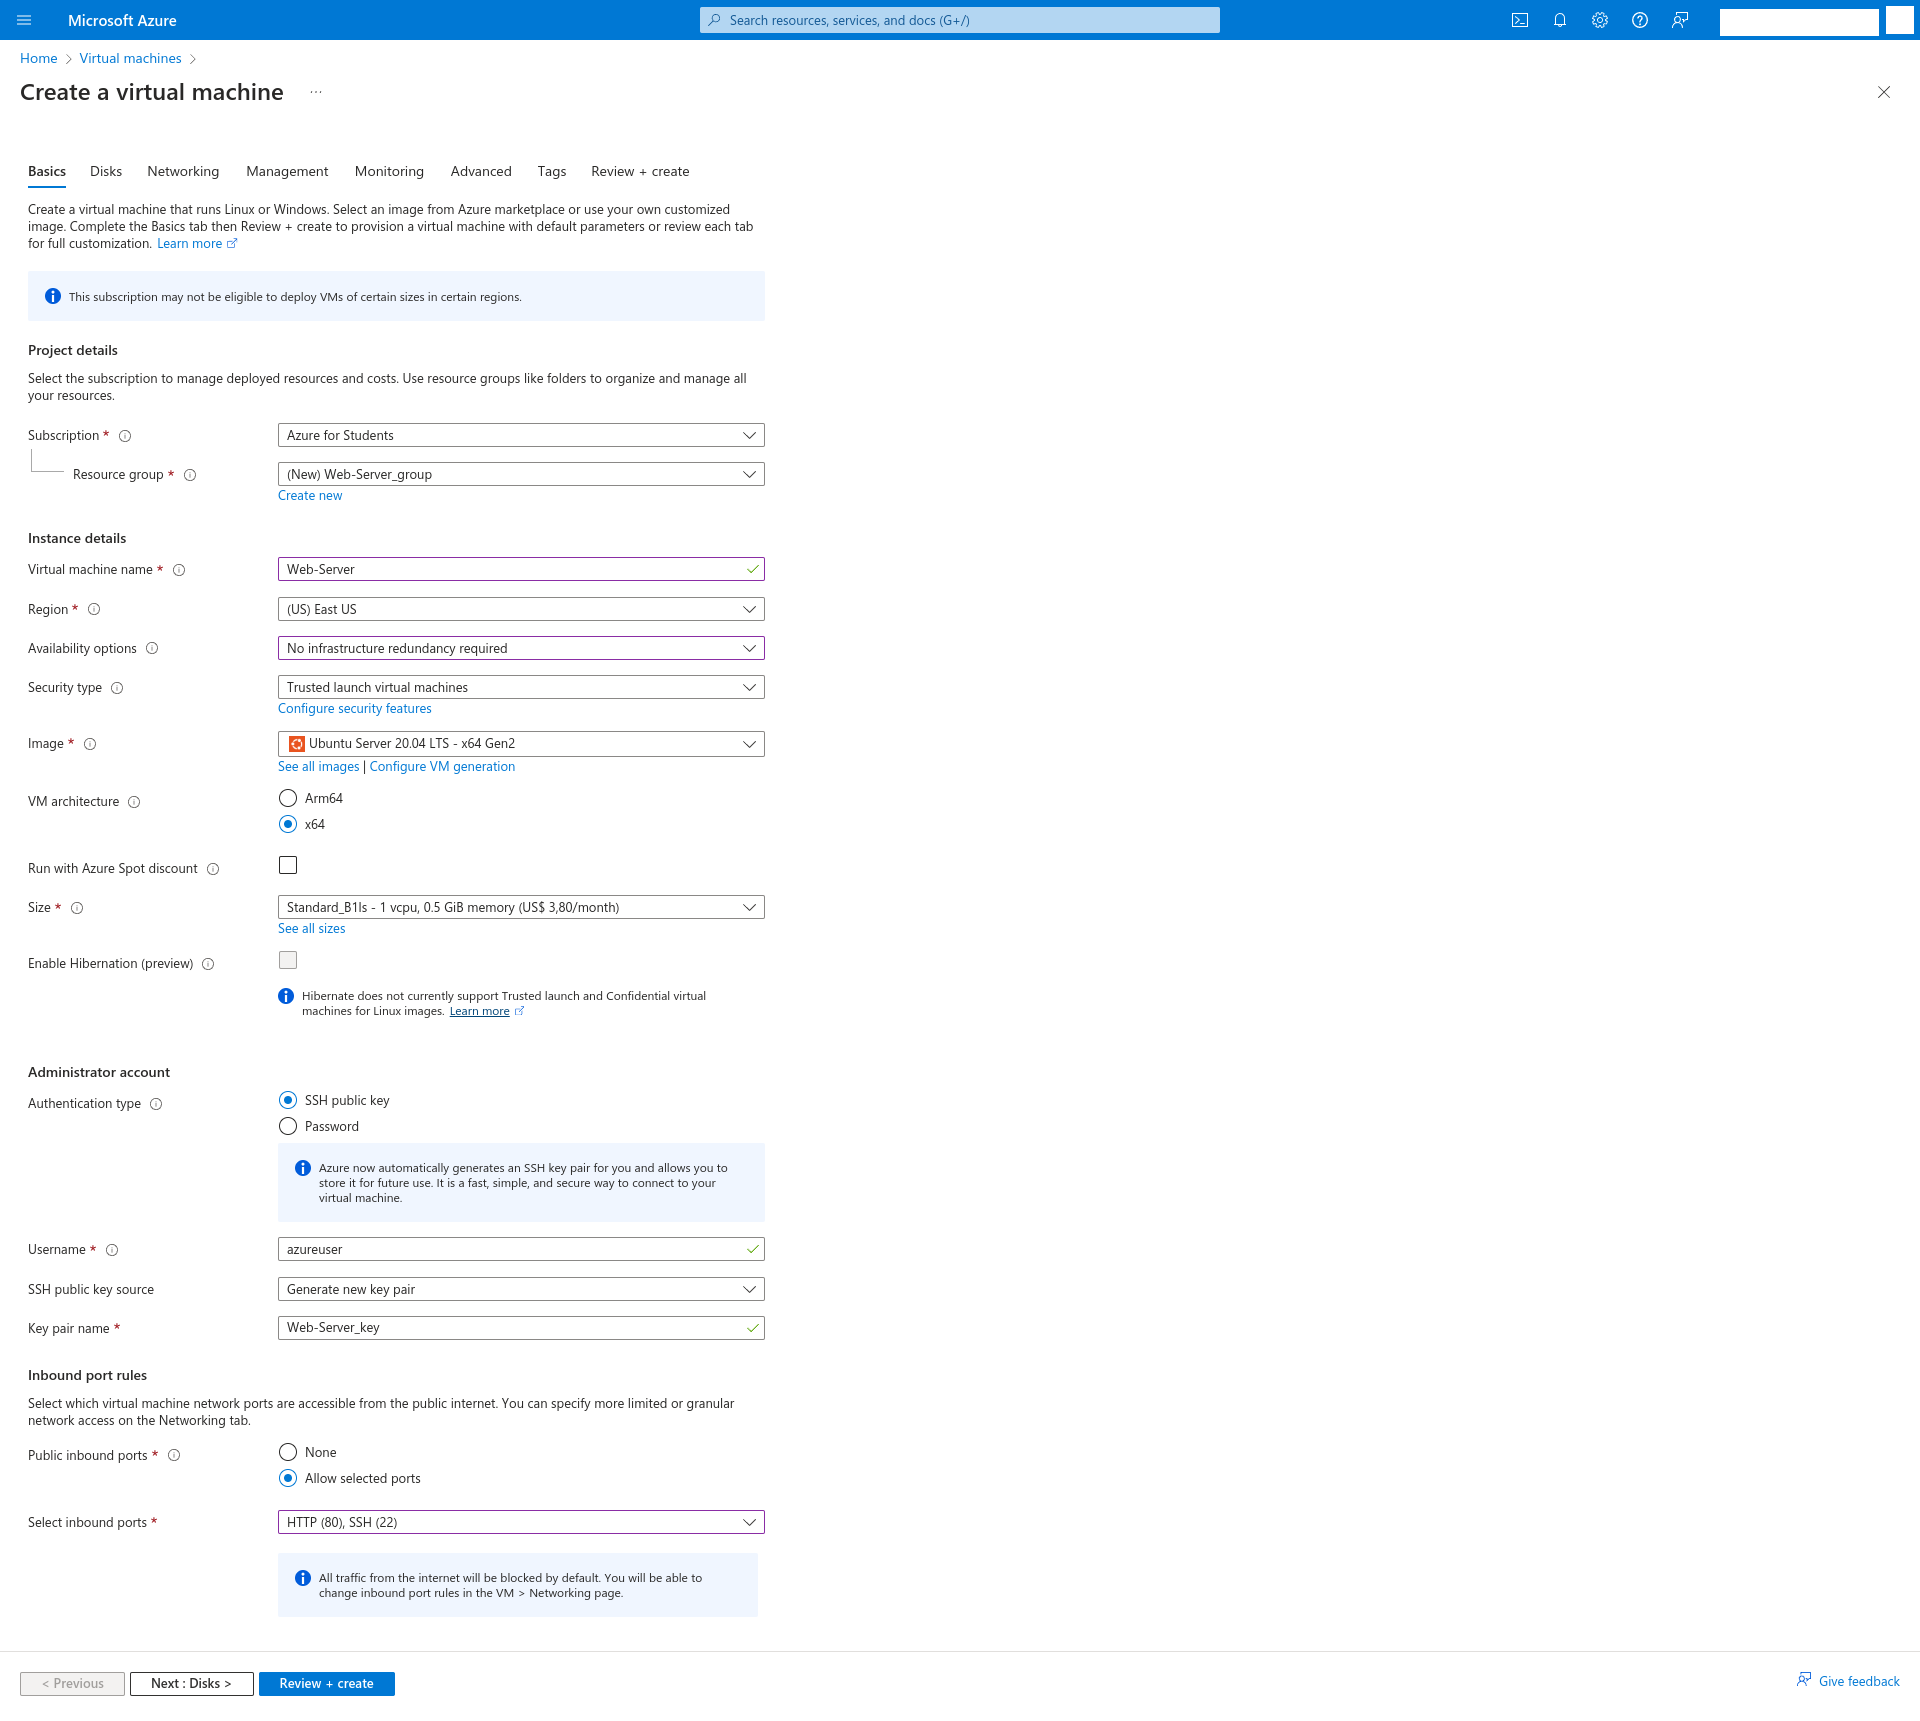 Microsoft Azure
Search resources, services, and docs (G+/)
Home > Virtual machines >
Create a virtual machine ...
Basics Disks Networking Management Monitoring Advanced Tags Review + create
Create a virtual machine that runs Linux or Windows. Select an image from Azure marketplace or use your own customized
image. Complete the Basics tab then Review + create to provision a virtual machine with default parameters or review each tab
for full customization. Learn more
This subscription may not be eligible to deploy VMs of certain sizes in certain regions.
Project details
Select the subscription to manage deployed resources and costs. Use resource groups like folders to organize and manage all
your resources.
Subscription * Azure for Students
Resource group * (New) Web-Server_group
Create new
Instance details
Virtual machine name * Web-Server
Region * (US) East US
Availability options No infrastructure redundancy required
Security type Trusted launch virtual machines
Configure security features
Image * Ubuntu Server 20.04 LTS - x64 Gen2
See all images | Configure VM generation
VM architecture Arm64
x64
Run with Azure Spot discount
Size * Standard_B1ls - 1 vcpu, 0.5 GiB memory (US$ 3,80/month)
See all sizes
Enable Hibernation (preview)
Hibernate does not currently support Trusted launch and Confidential virtual
machines for Linux images. Learn more
Administrator account
Authentication type SSH public key
Password
Azure now automatically generates an SSH key pair for you and allows you to
store it for future use. It is a fast, simple, and secure way to connect to your
virtual machine.
Username * azureuser
SSH public key source Generate new key pair
Key pair name * Web-Server_key
Inbound port rules
Select which virtual machine network ports are accessible from the public internet. You can specify more limited or granular
network access on the Networking tab.
Public inbound ports * None
Allow selected ports
Select inbound ports * HTTP (80), SSH (22)
All traffic from the internet will be blocked by default. You will be able to
change inbound port rules in the VM > Networking page.
< Previous Next : Disks > Review + create Give feedback